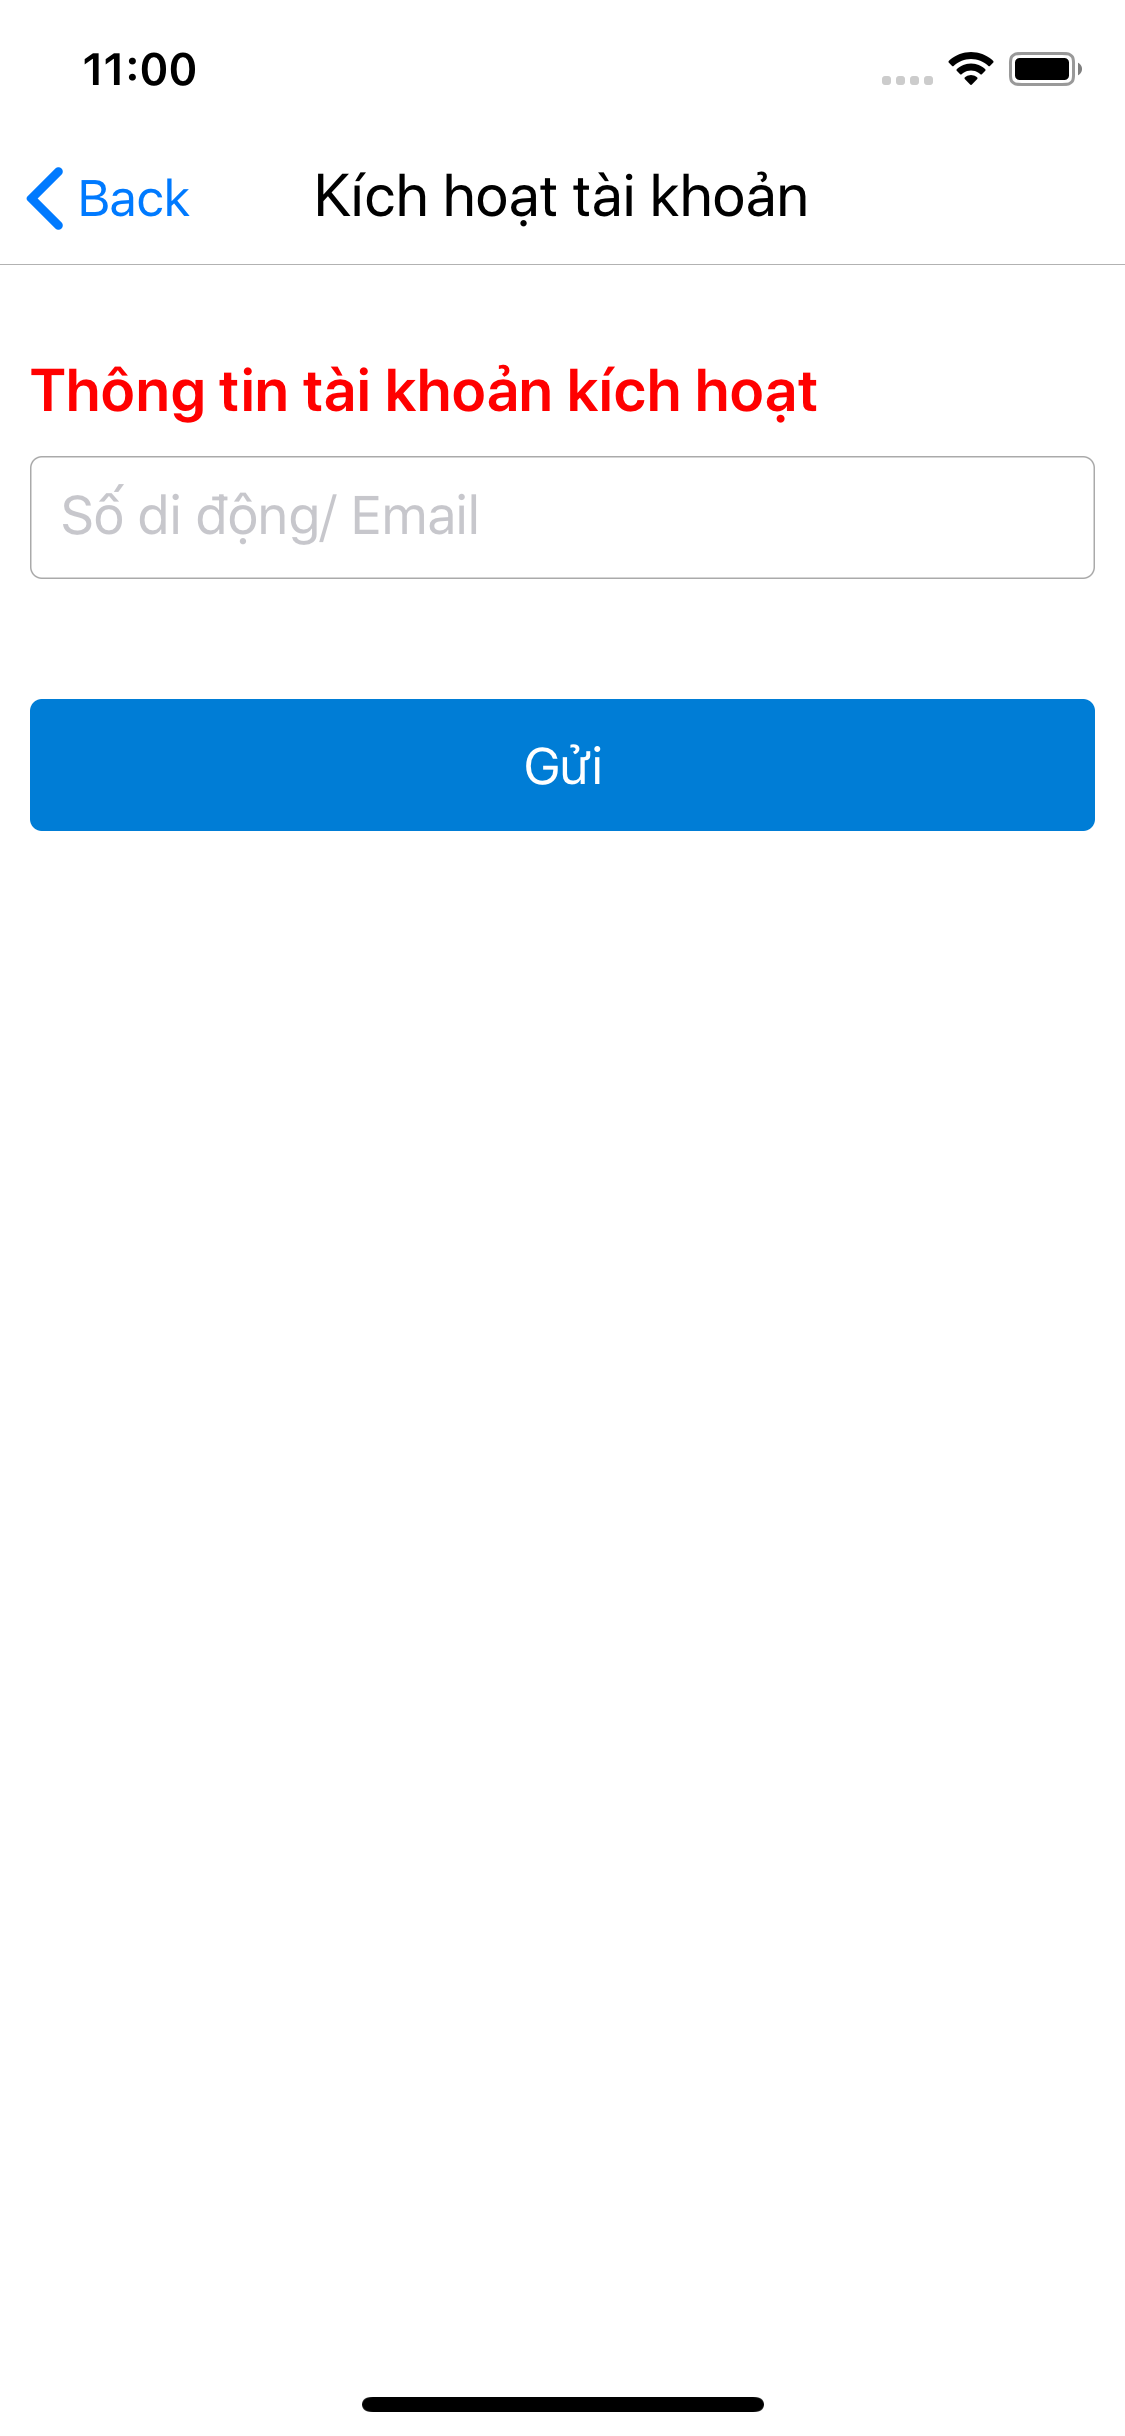 11:00
Back
Kích hoạt tài khoản
Thông tin tài khoản kích hoạt
Số di động/ Email
Gửi